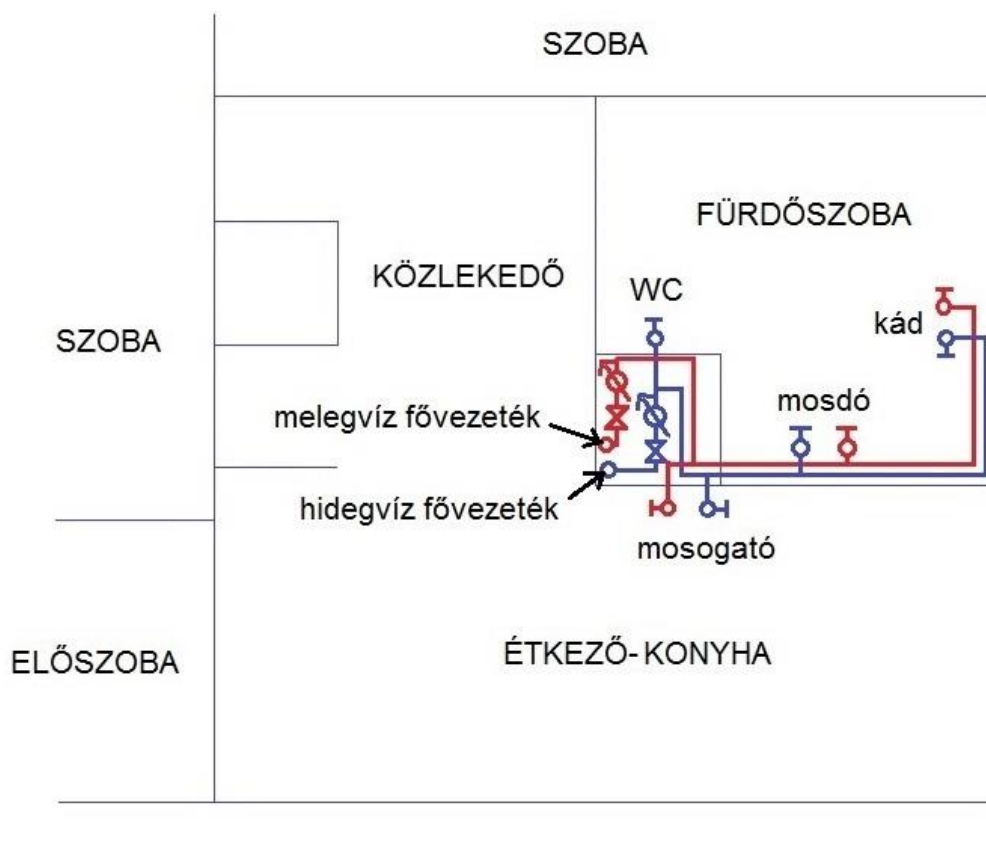 SZOBA
FÜRDŐSZOBA
KÖZLEKEDŐ
WC
kád
SZOBA
mosdó
melegvíz fővezeték
hidegvíz fővezeték
mosogató
ELŐSZOBA
ÉTKEZŐ-KONYHA